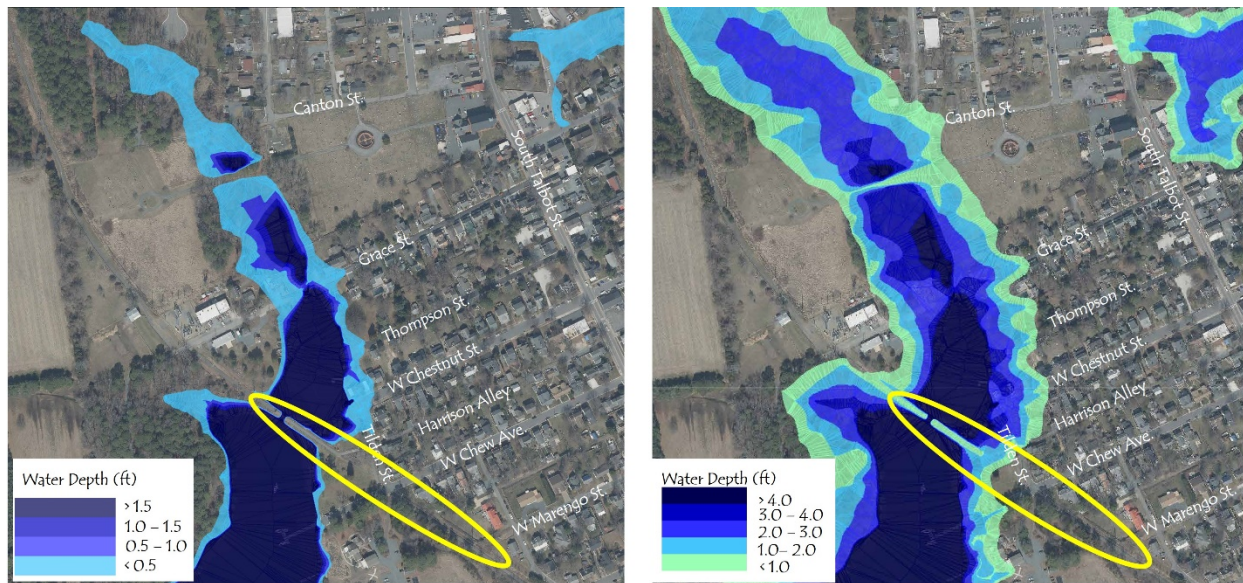 Canton St.
South Talbot St.
Grace St.
Thompson St.
W Chestnut St.
Harrison Alley
W Chew Ave.
Tilden St.
W Marengo St.
Water Depth (ft)
> 1.5
1.0 – 1.5
0.5 – 1.0
< 0.5
Canton St.
South Talbot St.
Grace St.
Thompson St.
W Chestnut St.
Harrison Alley
W Chew Ave.
Tilden St.
W Marengo St.
Water Depth (ft)
> 4.0
3.0 – 4.0
2.0 – 3.0
1.0 – 2.0
< 1.0